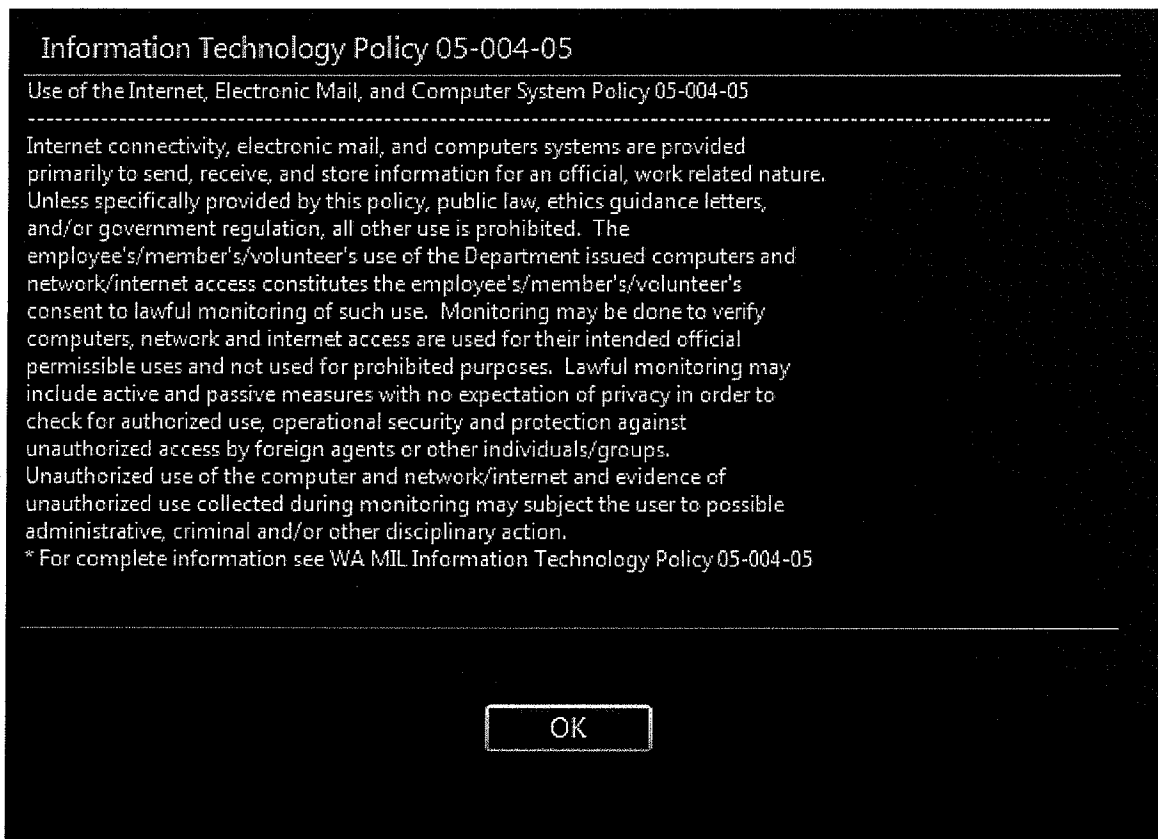 Information Technology Policy 05-004-05
Use of the Internet, Electronic Mail, and Computer System Policy 05-004-05
--------------------------------------------------------------------------------------------------------------
Internet connectivity, electronic mail, and computers systems are provided
primarily to send, receive, and store information for an official, work related nature.
Unless specifically provided by this policy, public law, ethics guidance letters,
and/or government regulation, all other use is prohibited.  The
employee's/member's/volunteer's use of the Department issued computers and
network/internet access constitutes the employee's/member's/volunteer's
consent to lawful monitoring of such use.  Monitoring may be done to verify
computers, network and internet access are used for their intended official
permissible uses and not used for prohibited purposes.  Lawful monitoring may
include active and passive measures with no expectation of privacy in order to
check for authorized use, operational security and protection against
unauthorized access by foreign agents or other individuals/groups.
Unauthorized use of the computer and network/internet and evidence of
unauthorized use collected during monitoring may subject the user to possible
administrative, criminal and/or other disciplinary action.
* For complete information see WA MIL Information Technology Policy 05-004-05
OK